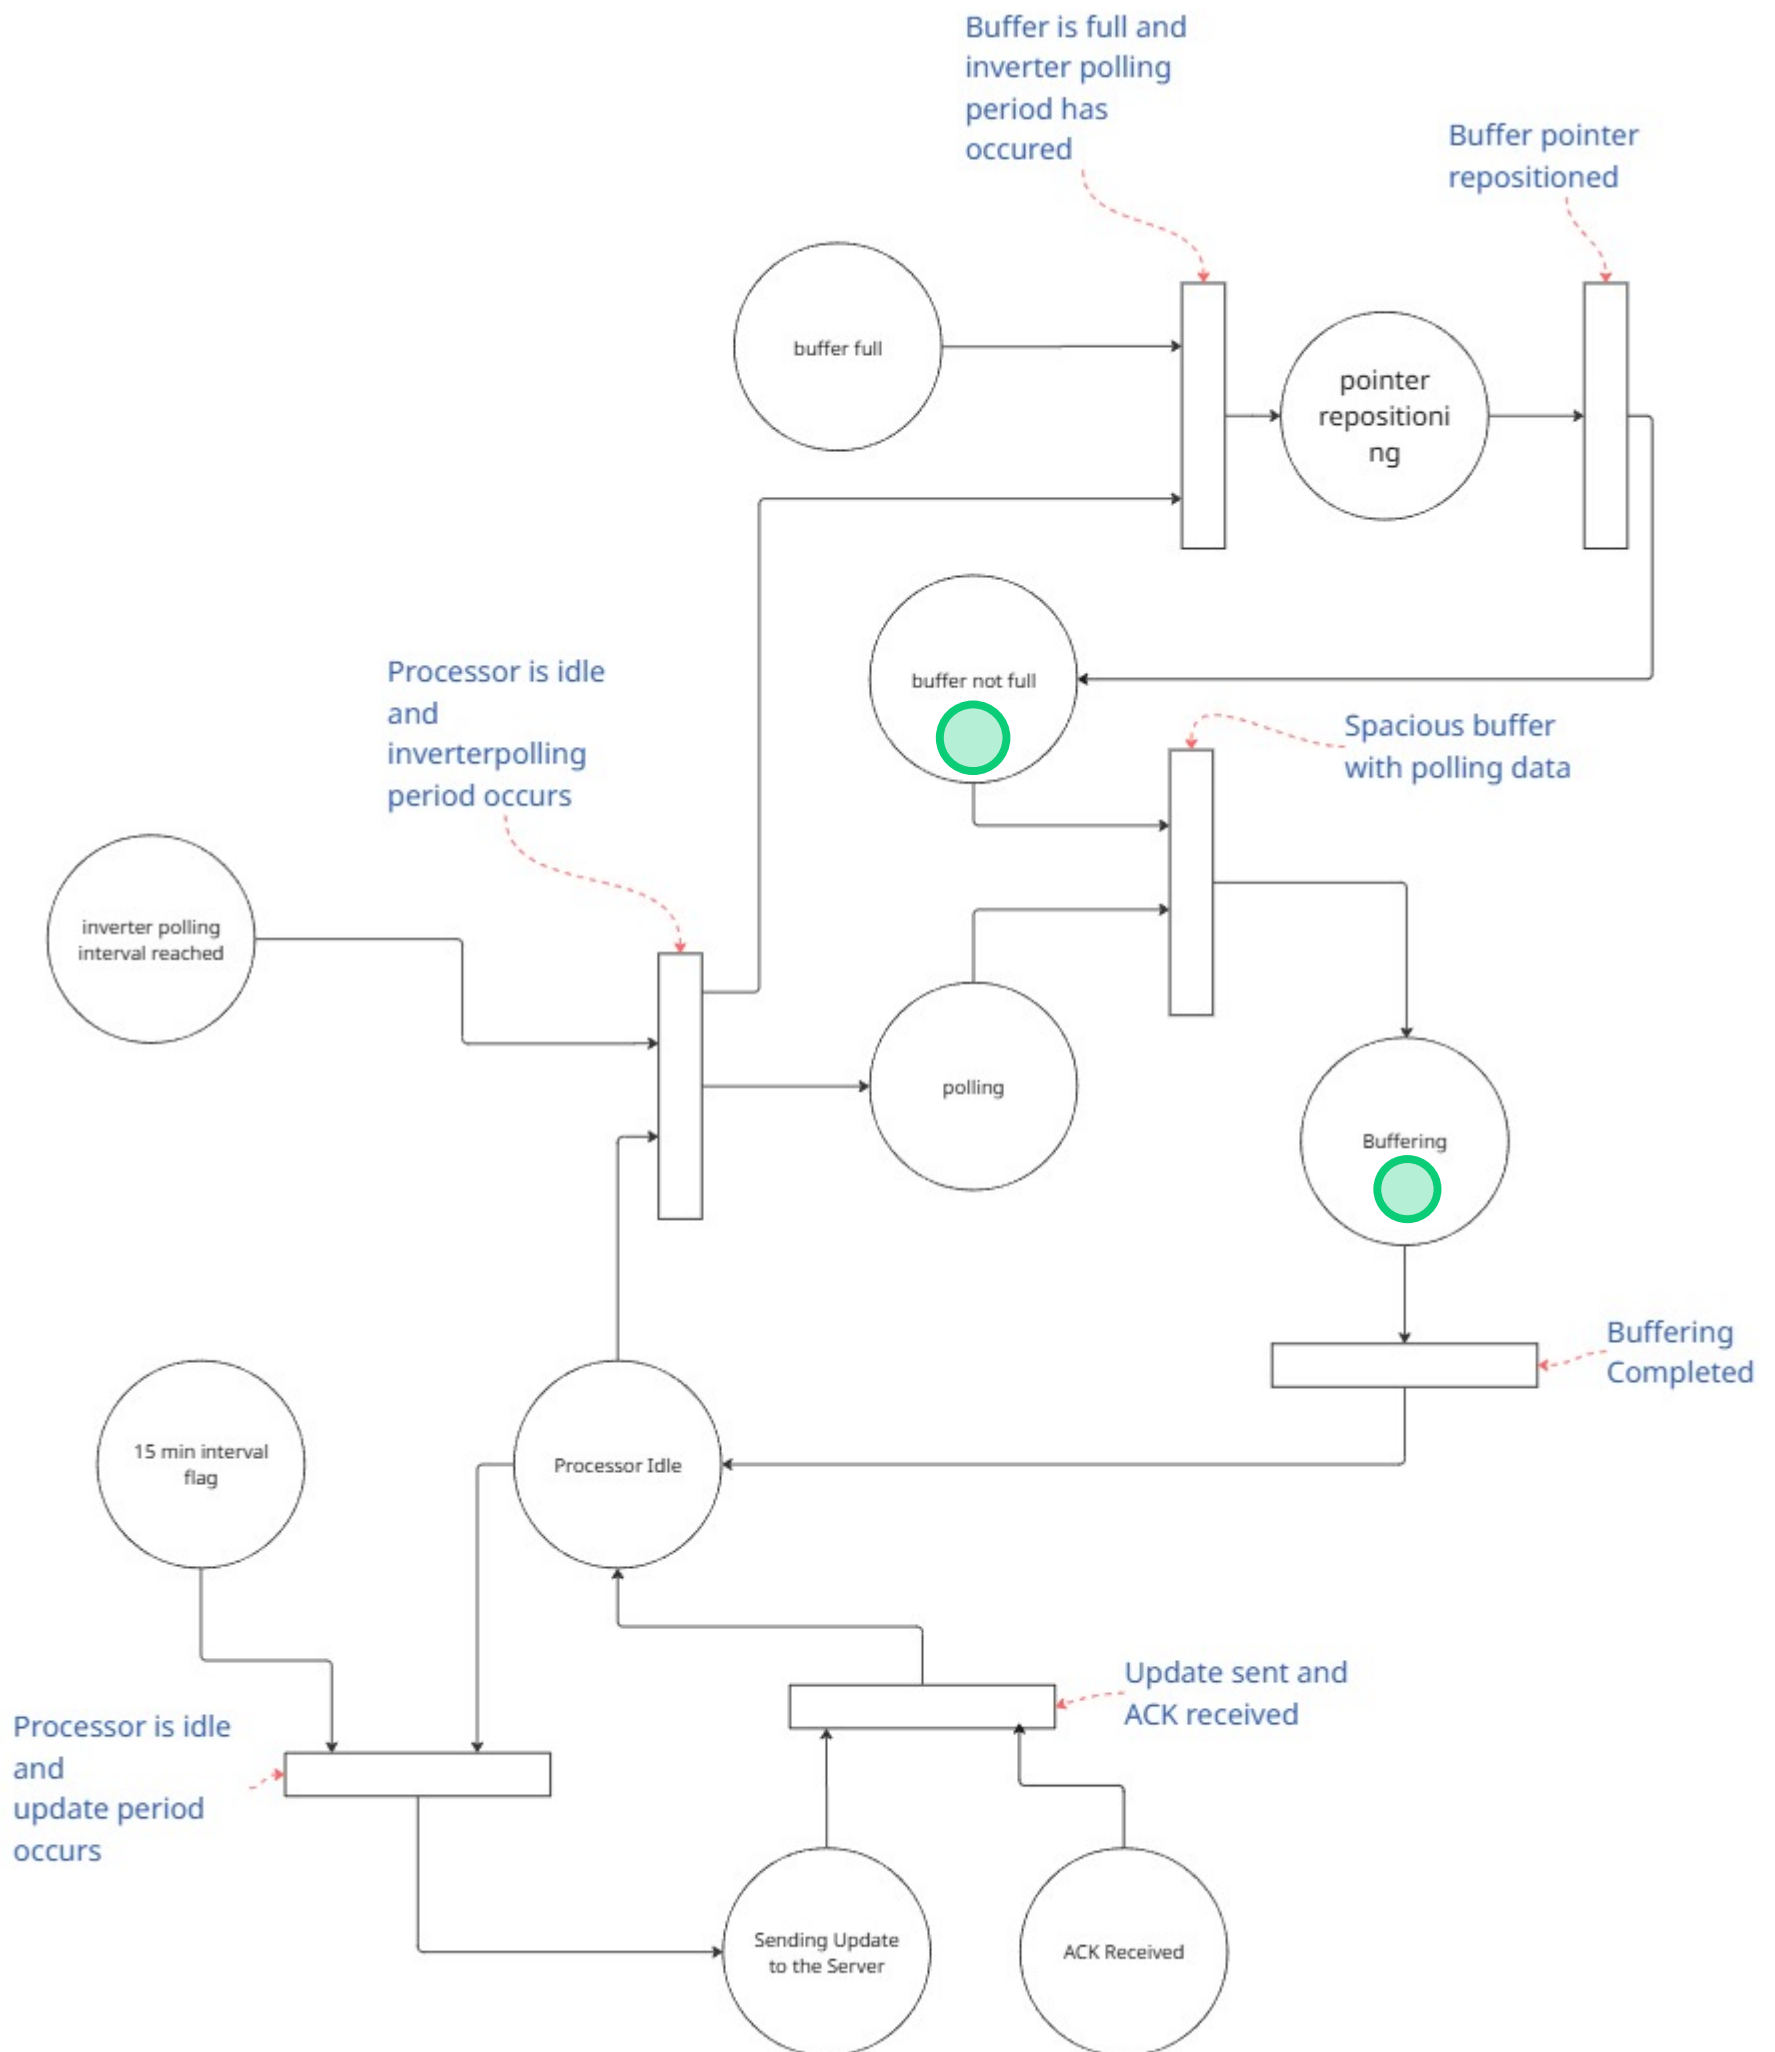 Buffer is full and
inverter polling
period has
occured
Buffer pointer
repositioned
buffer full
pointer
repositioni
ng
buffer not full
Processor is idle
and
inverterpolling
period occurs
Spacious buffer
with polling data
inverter polling
interval reached
polling
Buffering
Buffering
Completed
15 min interval
flag
Processor Idle
Update sent and
ACK received
Processor is idle
and
update period
occurs
Sending Update
to the Server
ACK Received